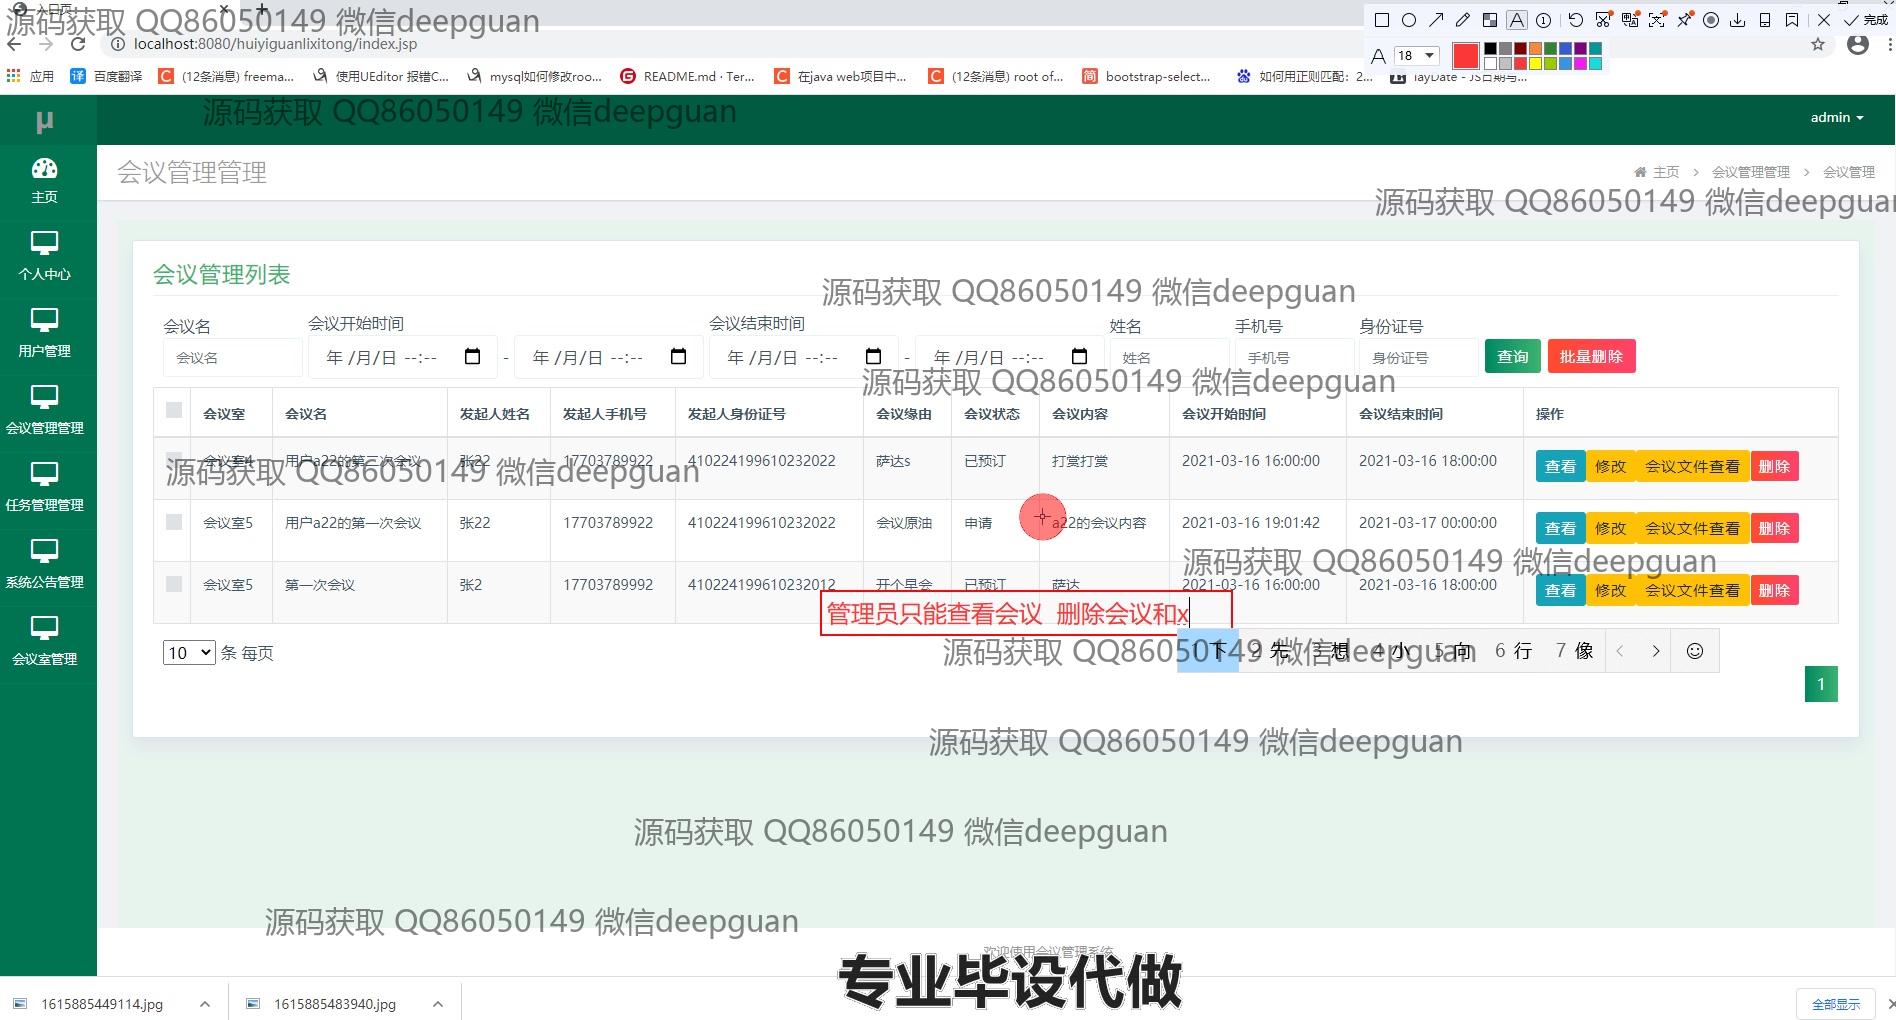 入口页
源码获取 QQ86050149 微信deepguan
完成
localhost:8080/huiyiguanlixitong/index.jsp
A 18
应用 百度翻译 (12条消息) freema... 使用UEditor 报错C... mysql如何修改roo... README.md · Ter... 在java web项目中... (12条消息) root of... bootstrap-select... 如何用正则匹配：2... layDate - JS日期与...
μ
源码获取 QQ86050149 微信deepguan
admin
主页
会议管理管理
主页 > 会议管理管理 > 会议管理
源码获取 QQ86050149 微信deepguan
个人中心
用户管理
会议管理管理
任务管理管理
系统公告管理
会议室管理
会议管理列表
源码获取 QQ86050149 微信deepguan
会议名 会议开始时间 会议结束时间 姓名 手机号 身份证号
会议名 年 /月/日 --:-- - 年 /月/日 --:-- 年 /月/日 --:-- - 年 /月/日 --:-- 姓名 手机号 身份证号 查询 批量删除
源码获取 QQ86050149 微信deepguan
会议室 会议名 发起人姓名 发起人手机号 发起人身份证号 会议缘由 会议状态 会议内容 会议开始时间 会议结束时间 操作
会议室4 用户a22的第三次会议 张22 17703789922 410224199610232022 萨达s 已预订 打赏打赏 2021-03-16 16:00:00 2021-03-16 18:00:00 查看 修改 会议文件查看 删除
源码获取 QQ86050149 微信deepguan
会议室5 用户a22的第一次会议 张22 17703789922 410224199610232022 会议原油 申请 a22的会议内容 2021-03-16 19:01:42 2021-03-17 00:00:00 查看 修改 会议文件查看 删除
源码获取 QQ86050149 微信deepguan
会议室5 第一次会议 张2 17703789992 410224199610232012 开个早会 已预订 萨达 2021-03-16 16:00:00 2021-03-16 18:00:00 查看 修改 会议文件查看 删除
管理员只能查看会议 删除会议和x
10 条 每页
1 下 2 先 3 想 4 小 5 向 6 行 7 像
源码获取 QQ86050149 微信deepguan
1
源码获取 QQ86050149 微信deepguan
源码获取 QQ86050149 微信deepguan
源码获取 QQ86050149 微信deepguan
欢迎使用会议管理系统
专业毕设代做
1615885449114.jpg 1615885483940.jpg 全部显示